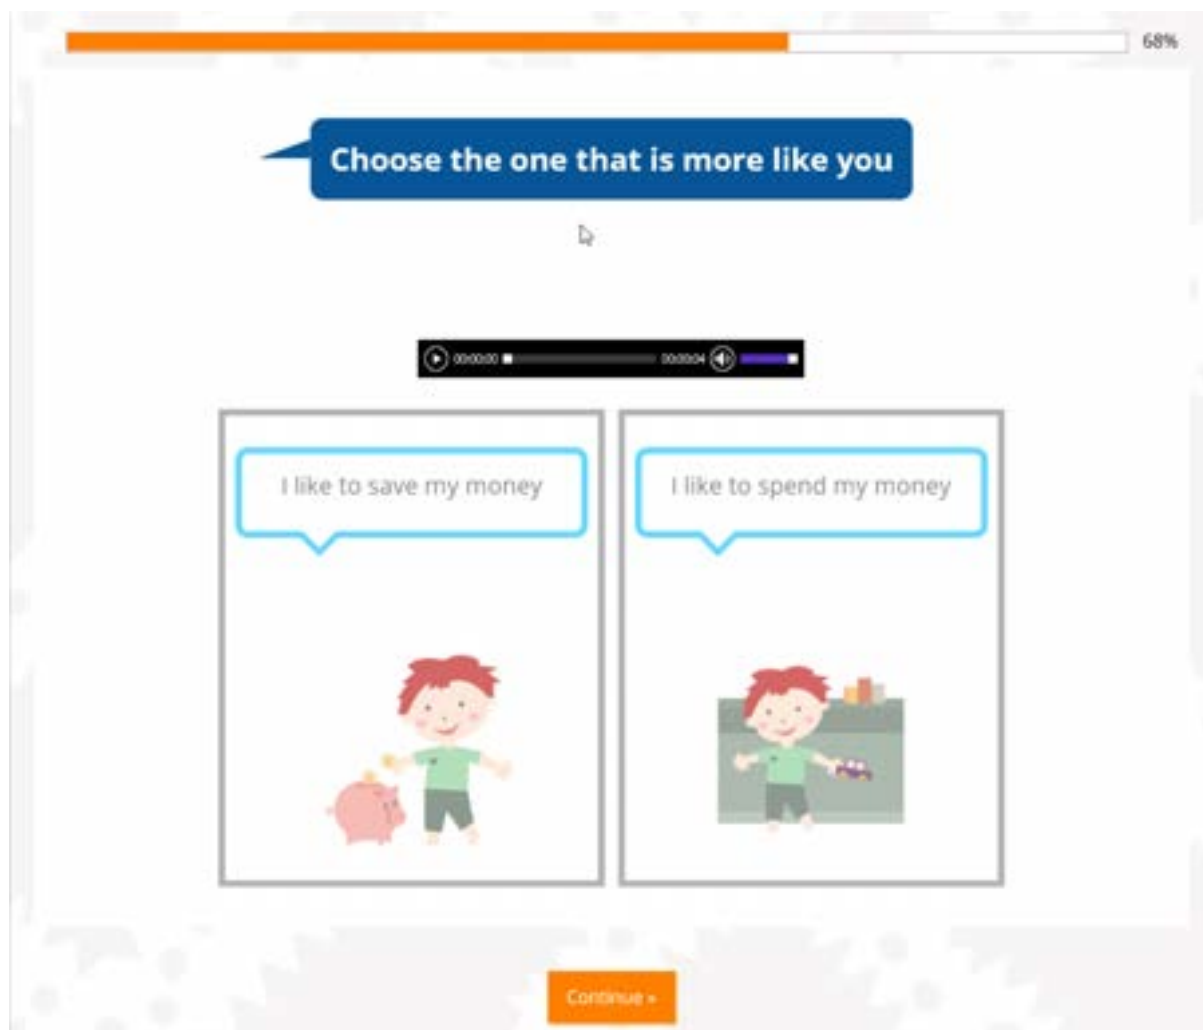 68%
Choose the one that is more like you
00:00:00 00:00:04
I like to save my money
I like to spend my money
Continue »